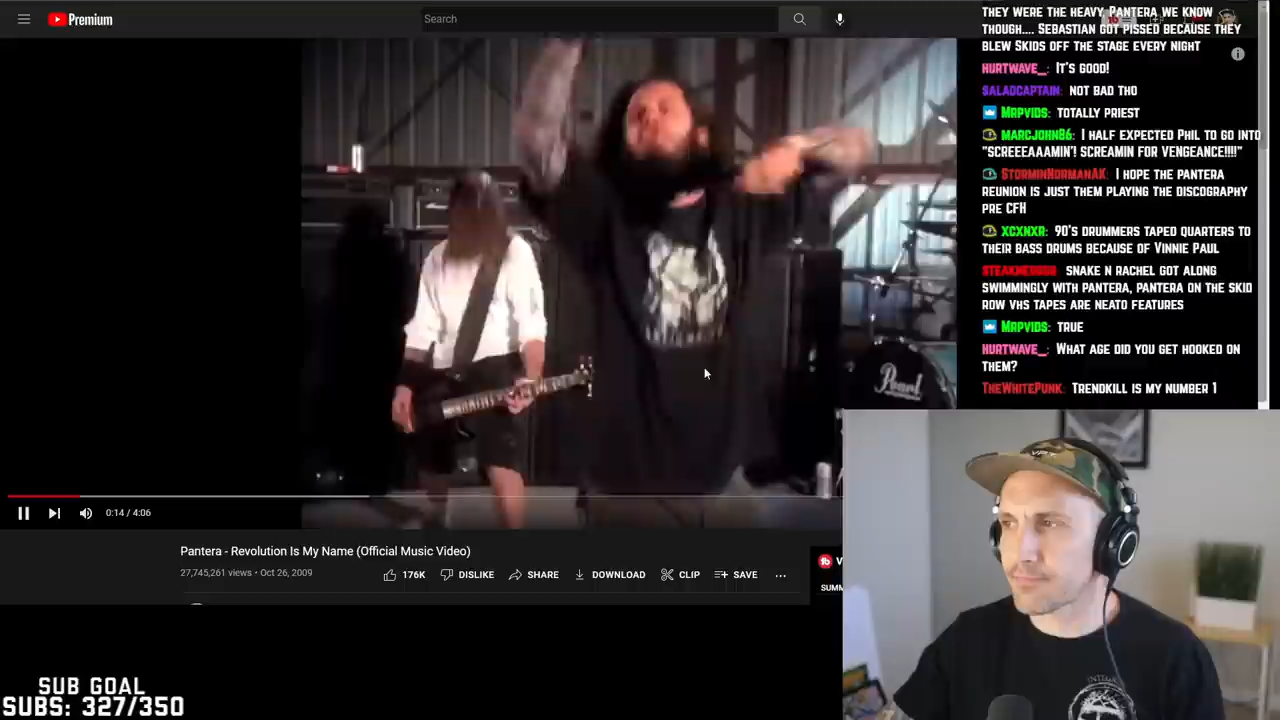 Premium
Search
THEY WERE THE HEAVY PANTERA WE KNOW
THOUGH.... SEBASTIAN GOT PISSED BECAUSE THEY
BLEW SKIDS OFF THE STAGE EVERY NIGHT
HURTWAVE_: IT'S GOOD!
SALADCAPTAIN: NOT BAD THO
MRPVIDS: TOTALLY PRIEST
MARCJOHN86: I HALF EXPECTED PHIL TO GO INTO
"SCREEEAAAMIN'! SCREAMIN FOR VENGEANCE!!!!"
STORMINNORMANAK: I HOPE THE PANTERA
REUNION IS JUST THEM PLAYING THE DISCOGRAPHY
PRE CFH
XCXNXR: 90'S DRUMMERS TAPED QUARTERS TO
THEIR BASS DRUMS BECAUSE OF VINNIE PAUL
SNAKE N RACHEL GOT ALONG
SWIMMINGLY WITH PANTERA, PANTERA ON THE SKID
ROW VHS TAPES ARE NEATO FEATURES
MRPVIDS: TRUE
HURTWAVE_: WHAT AGE DID YOU GET HOOKED ON
THEM?
THEWHITEPUNK: TRENDKILL IS MY NUMBER 1
Pearl
0:14 / 4:06
Pantera - Revolution Is My Name (Official Music Video)
27,745,261 views • Oct 26, 2009
176K DISLIKE SHARE DOWNLOAD CLIP SAVE ...
V
SUMM
SUB GOAL
SUBS: 327/350